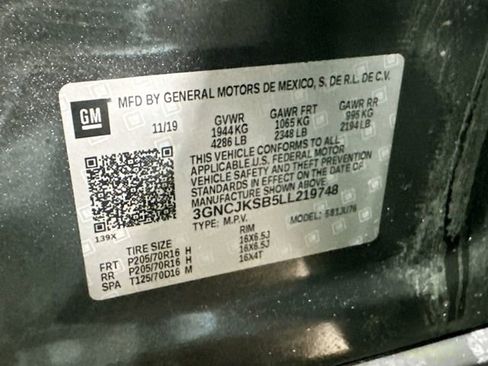 GM
MFD BY GENERAL MOTORS DE MEXICO, S. DE R.L. DE C.V.
11/19 GVWR GAWR FRT GAWR RR
1944 KG 1065 KG 995 KG
4286 LB 2348 LB 2194 LB
THIS VEHICLE CONFORMS TO ALL
APPLICABLE U.S. FEDERAL MOTOR
VEHICLE SAFETY, BUMPER, AND THEFT PREVENTION
STANDARDS IN EFFECT ON THE DATE OF
MANUFACTURE SHOWN ABOVE.
3GNCJKSB5LL219748
TYPE: M.P.V. MODEL: 581JU76
139X
TIRE SIZE RIM
FRT P205/70R16 H 16X6.5J
RR P205/70R16 H 16X6.5J
SPA T125/70D16 M 16X4T